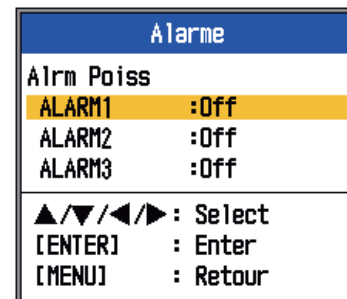 Alarme
Alrm Poiss
ALARM1 :Off
ALARM2 :Off
ALARM3 :Off
▲/▼/◀/▶: Select
[ENTER] : Enter
[MENU] : Retour